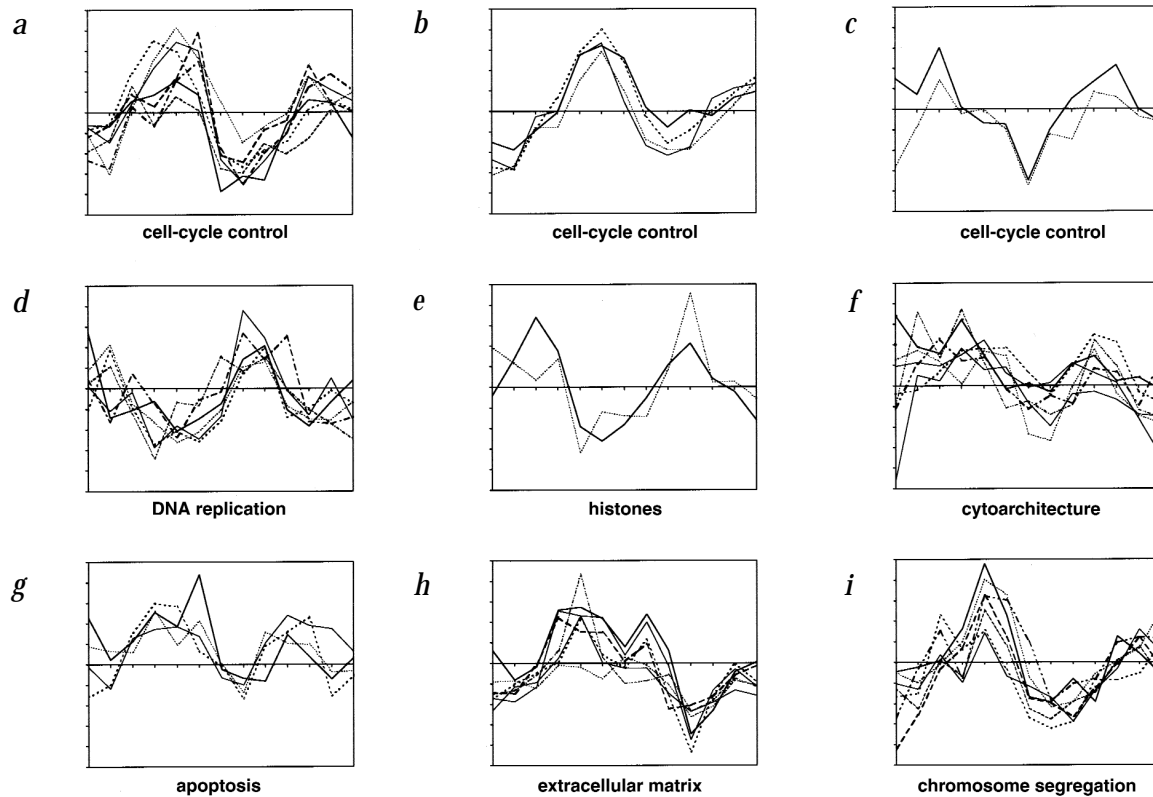 a
b
c
cell-cycle control
cell-cycle control
cell-cycle control
d
e
f
DNA replication
histones
cytoarchitecture
g
h
i
apoptosis
extracellular matrix
chromosome segregation